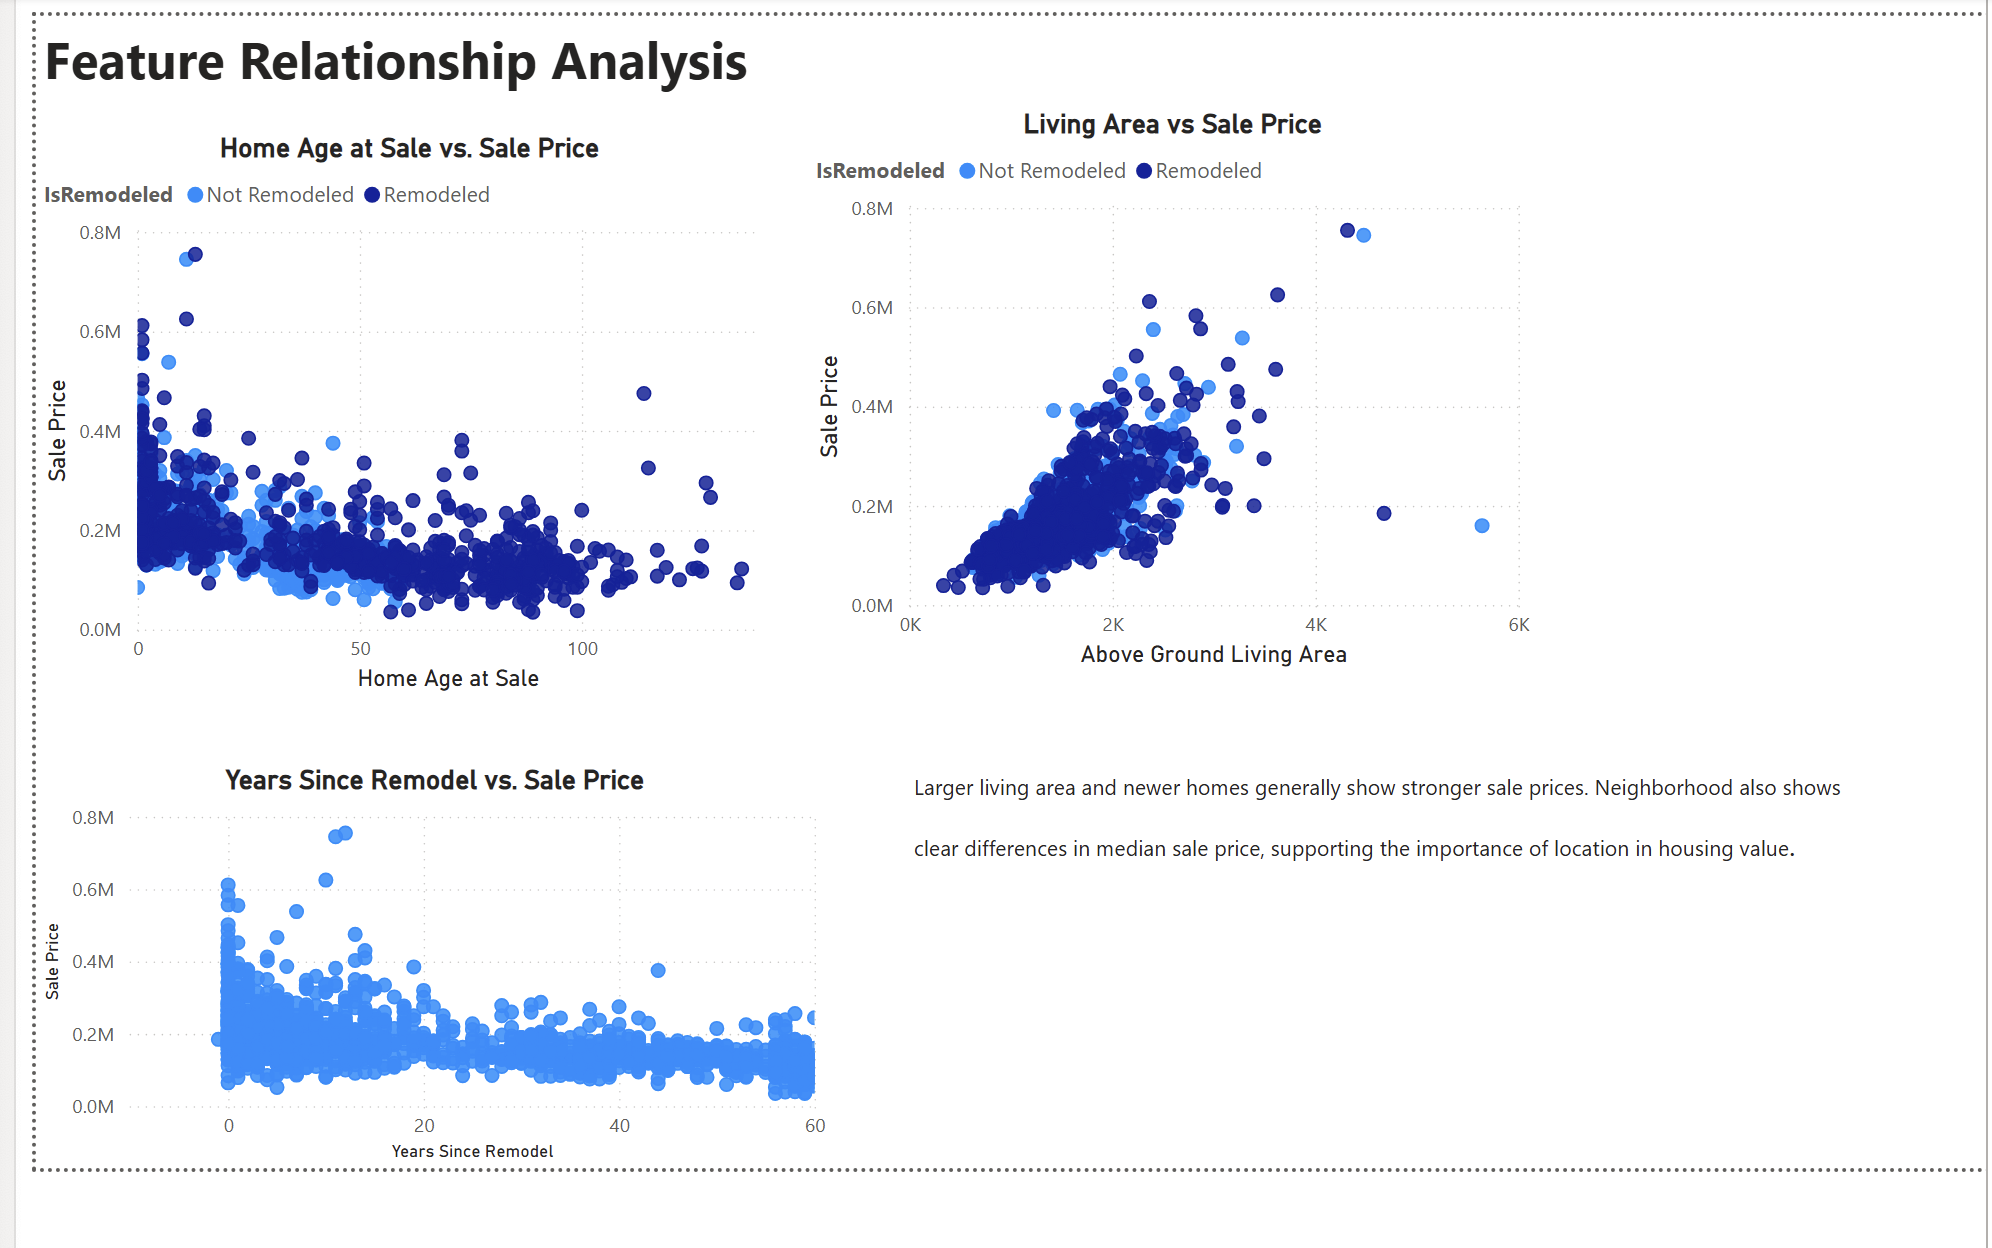 Feature Relationship Analysis
Home Age at Sale vs. Sale Price
IsRemodeled Not Remodeled Remodeled
0.8M
0.6M
0.4M
0.2M
0.0M
Sale Price
0 50 100
Home Age at Sale
Living Area vs Sale Price
IsRemodeled Not Remodeled Remodeled
0.8M
0.6M
0.4M
0.2M
0.0M
Sale Price
0K 2K 4K 6K
Above Ground Living Area
Years Since Remodel vs. Sale Price
0.8M
0.6M
0.4M
0.2M
0.0M
Sale Price
0 20 40 60
Years Since Remodel
Larger living area and newer homes generally show stronger sale prices. Neighborhood also shows
clear differences in median sale price, supporting the importance of location in housing value.